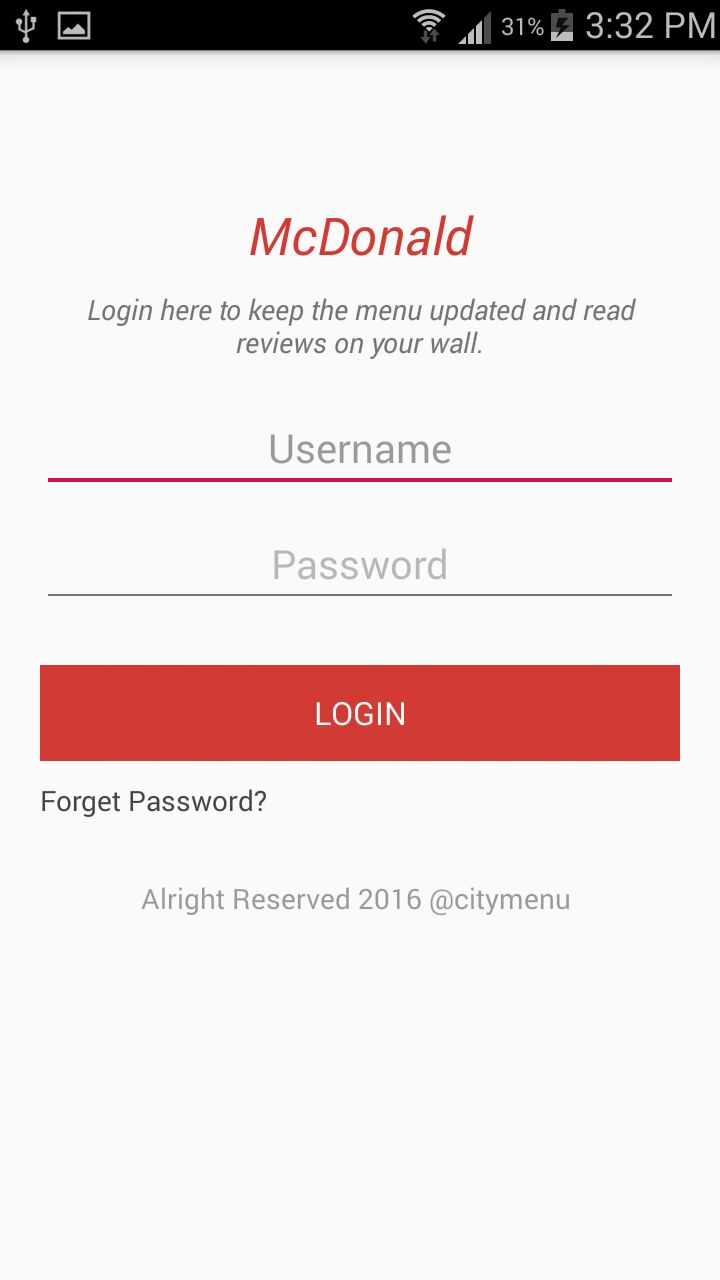 31% 3:32 PM
McDonald
Login here to keep the menu updated and read
reviews on your wall.
Username
Password
LOGIN
Forget Password?
Alright Reserved 2016 @citymenu